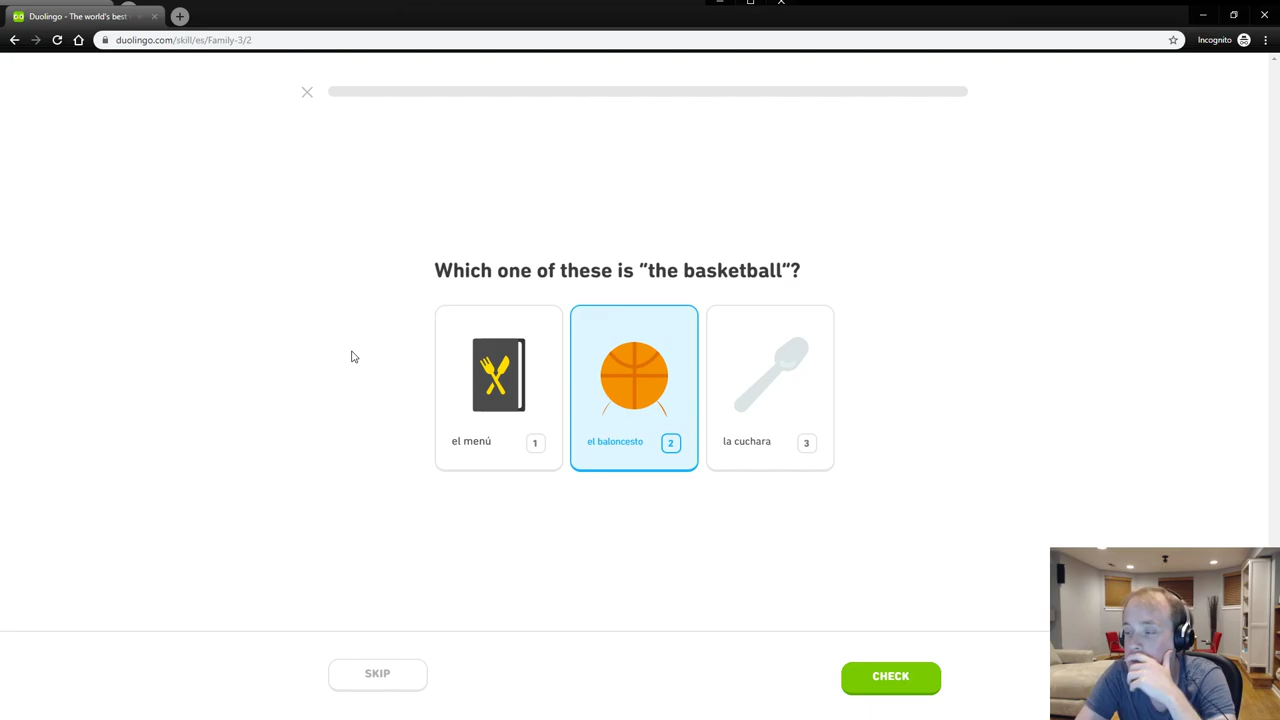 Duolingo - The world's best
duolingo.com/skill/es/Family-3/2
Incognito
Which one of these is "the basketball"?
el menú 1
el baloncesto 2
la cuchara 3
SKIP
CHECK